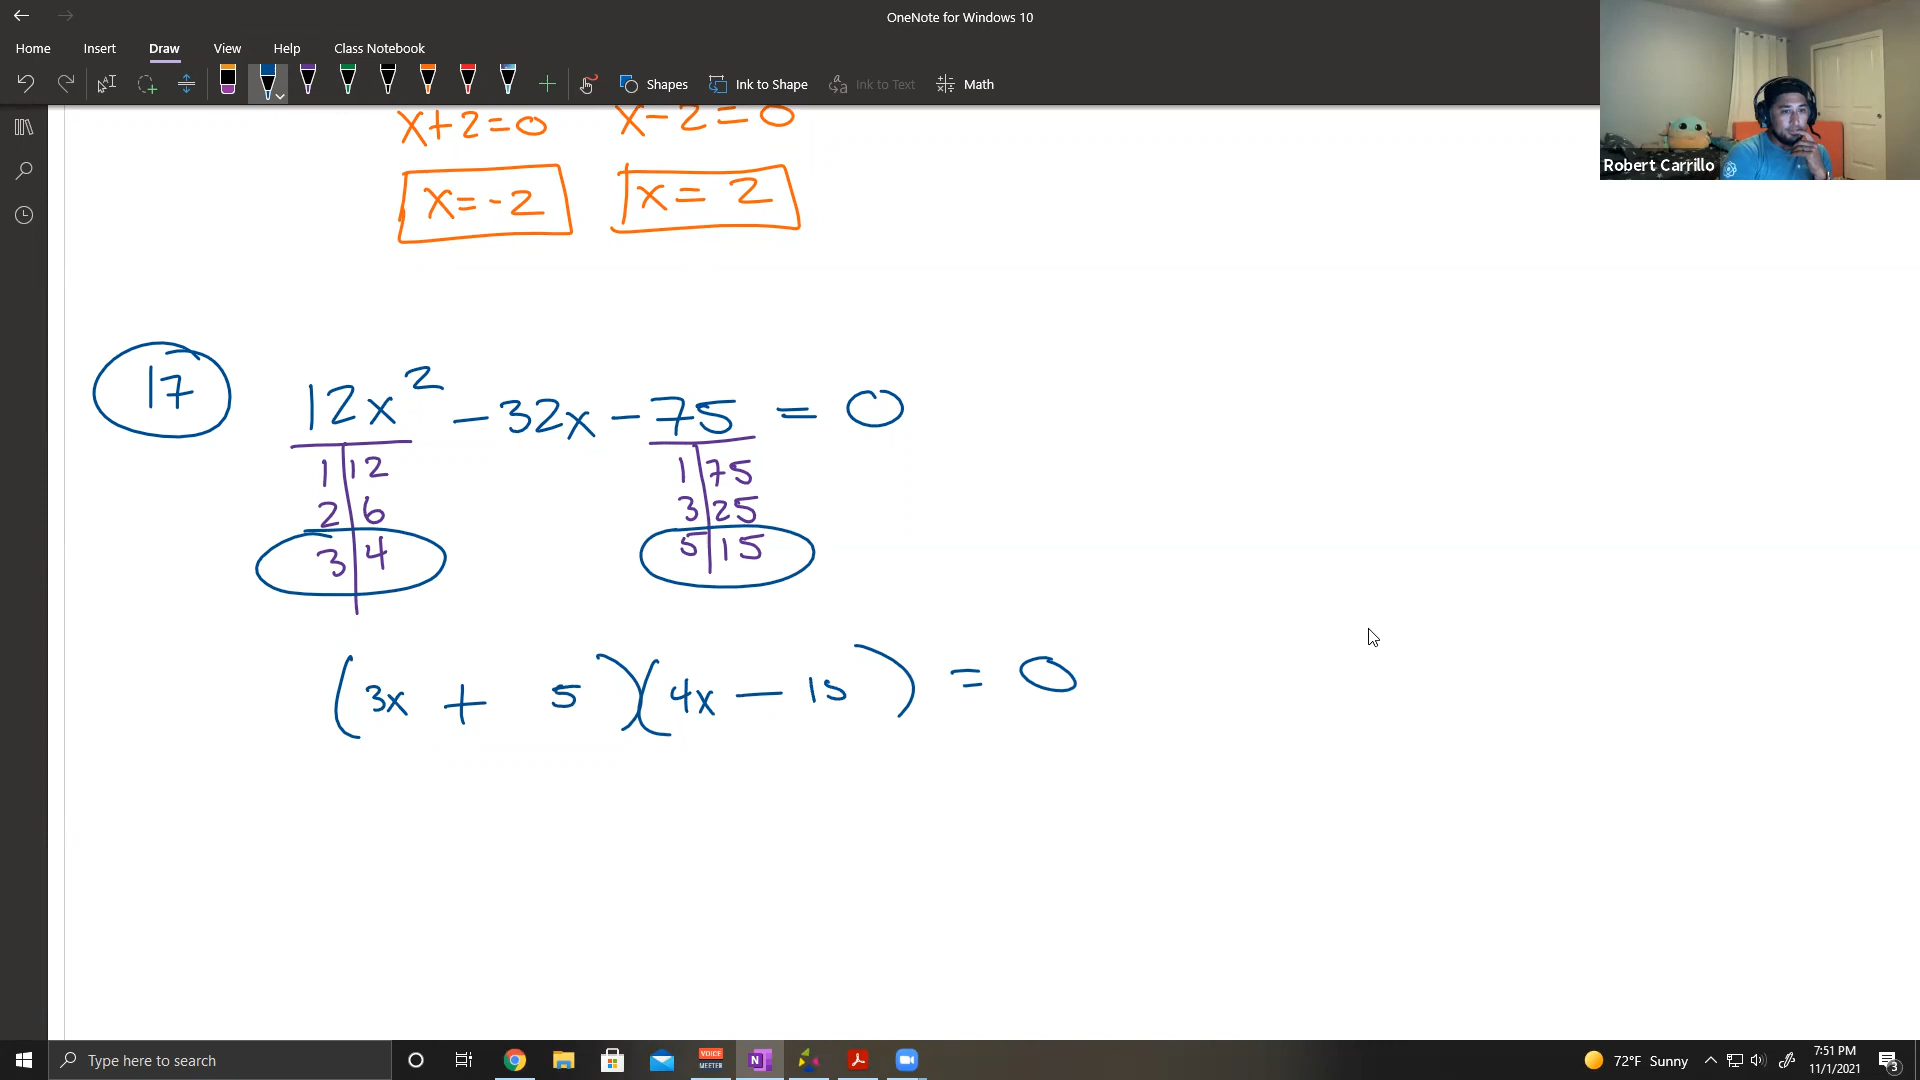 OneNote for Windows 10
Home Insert Draw View Help Class Notebook
Shapes Ink to Shape Ink to Text Math
Robert Carrillo
x+2=0 x-2=0
x=-2 x=2
17 12x² -32x -75 = 0
1 12 1 75
2 6 3 25
3 4 5 15
(3x + 5)(4x - 15) = 0
Type here to search
VOICE
MEETER
N
72°F Sunny
7:51 PM
11/1/2021
3